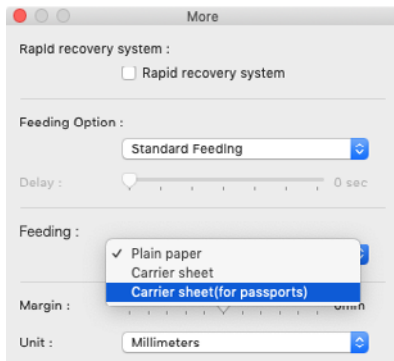 More
Rapid recovery system :
Rapid recovery system
Feeding Option :
Standard Feeding
Delay :
0 sec
Feeding :
✓ Plain paper
Carrier sheet
Carrier sheet(for passports)
Margin :
0mm
Unit :
Millimeters